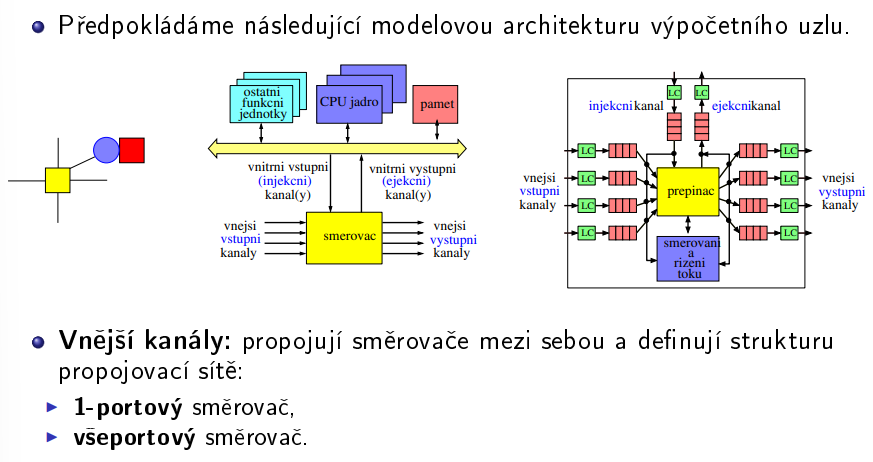 Předpokládáme následující modelovou architekturu výpočetního uzlu.
ostatni
funkcni
jednotky
CPU jadro
pamet
vnitrni vstupni
(injekcni)
kanal(y)
vnitrni vystupni
(ejekcni)
kanal(y)
vnejsi
vstupni
kanaly
smerovac
vnejsi
vystupni
kanaly
LC
LC
injekcni kanal
ejekcni kanal
LC
LC
LC
LC
vnejsi
vstupni
kanaly
prepinac
smerovani
a
rizeni
toku
LC
LC
LC
LC
vnejsi
vystupni
kanaly
Vnější kanály: propojují směrovače mezi sebou a definují strukturu
propojovací sítě:
1-portový směrovač,
všeportový směrovač.